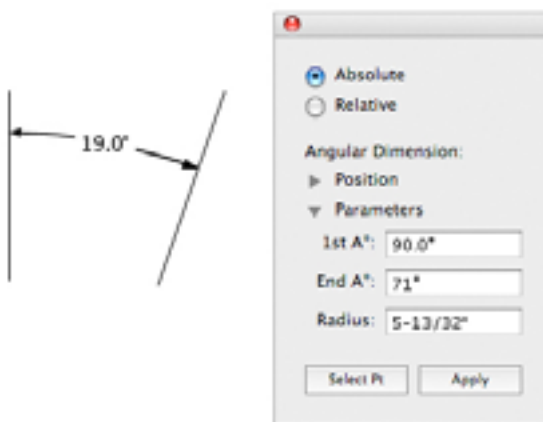 19.0°
Absolute
Relative
Angular Dimension:
Position
Parameters
1st A°: 90.0°
End A°: 71°
Radius: 5-13/32"
Select Pt Apply